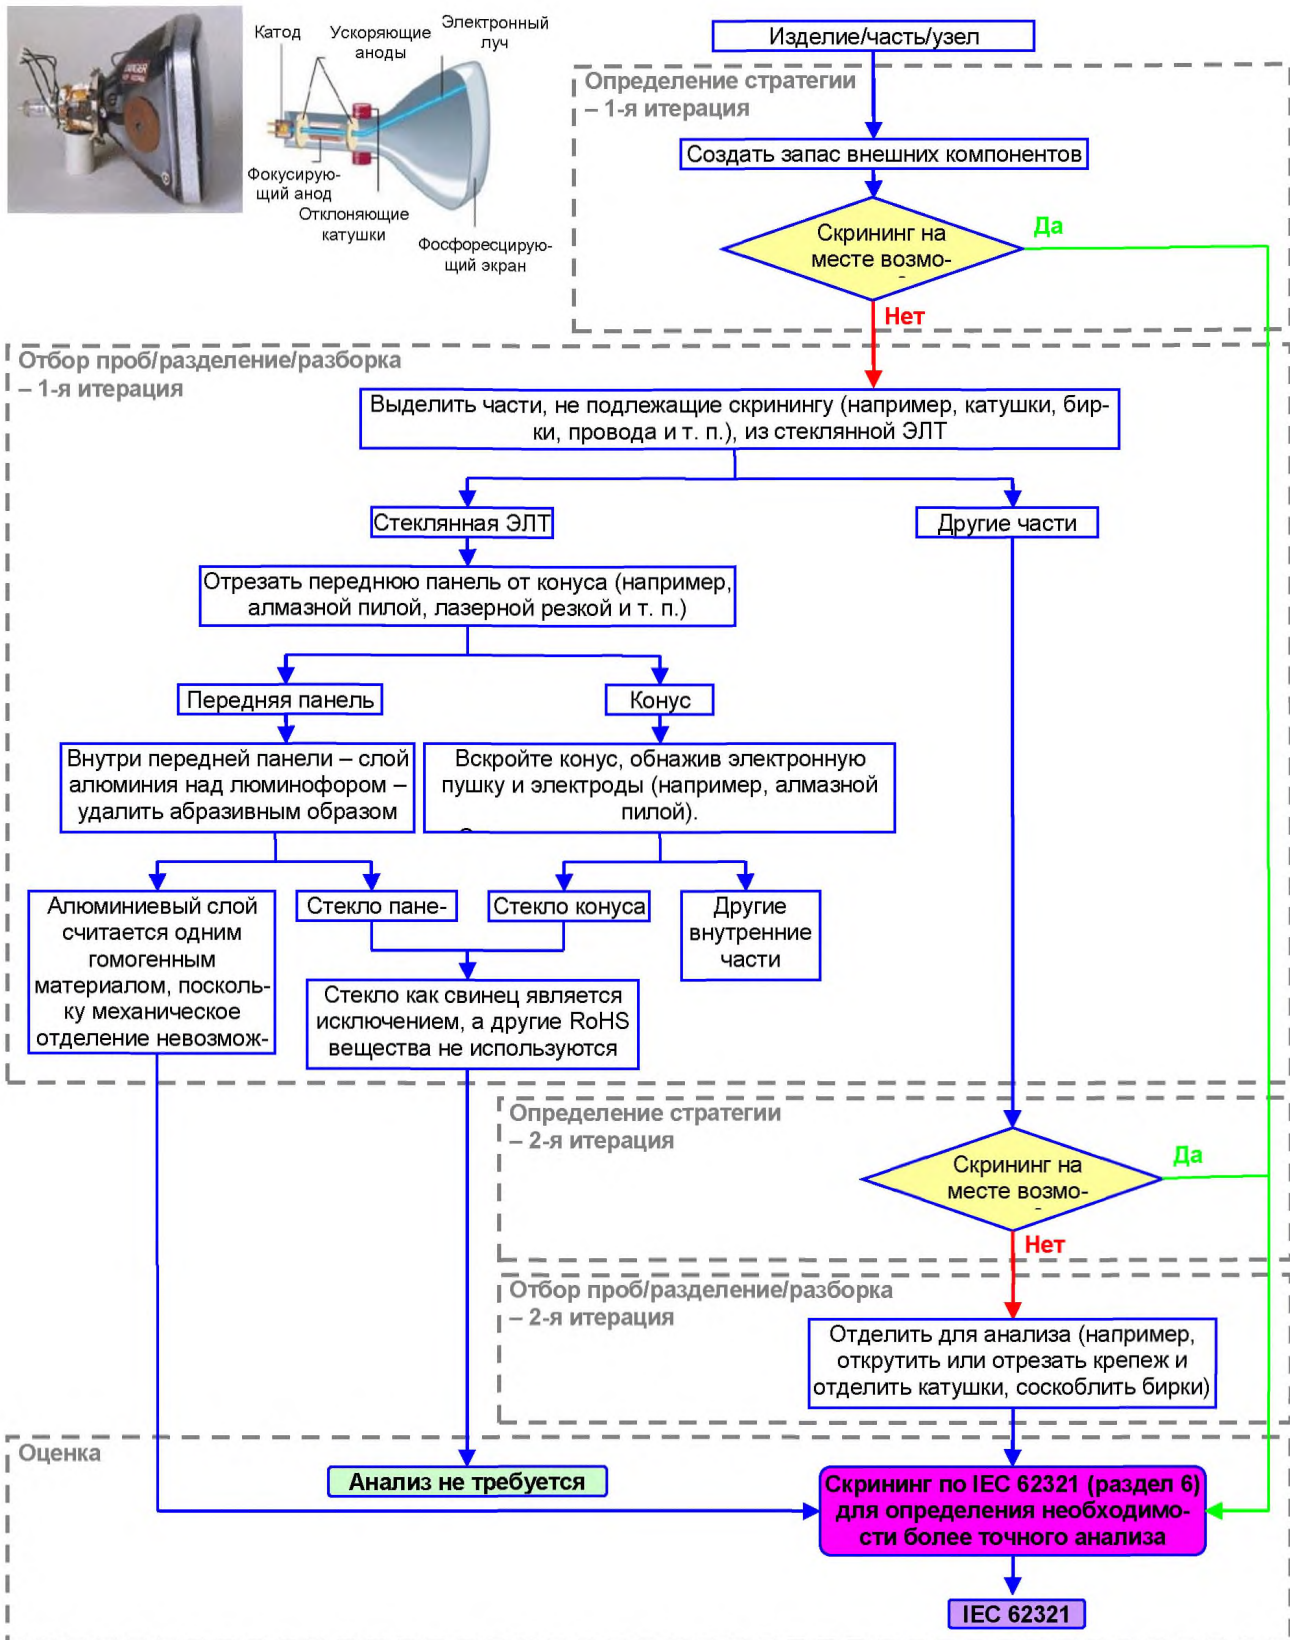 Катод
Ускоряющие
аноды
Электронный
луч
Фокусирую-
щий анод
Отклоняющие
катушки
Фосфоресцирую-
щий экран
Изделие/часть/узел
Определение стратегии
– 1-я итерация
Создать запас внешних компонентов
Скрининг на
месте возмо-
Да
Нет
Отбор проб/разделение/разборка
– 1-я итерация
Выделить части, не подлежащие скринингу (например, катушки, бир-
ки, провода и т. п.), из стеклянной ЭЛТ
Стеклянная ЭЛТ
Другие части
Отрезать переднюю панель от конуса (например,
алмазной пилой, лазерной резкой и т. п.)
Передняя панель
Конус
Внутри передней панели – слой
алюминия над люминофором –
удалить абразивным образом
Вскройте конус, обнажив электронную
пушку и электроды (например, алмазной
пилой).
Алюминиевый слой
считается одним
гомогенным
материалом, посколь-
ку механическое
отделение невозмож-
Стекло пане-
Стекло конуса
Другие
внутренние
части
Стекло как свинец является
исключением, а другие RoHS
вещества не используются
Определение стратегии
– 2-я итерация
Скрининг на
месте возмо-
Да
Нет
Отбор проб/разделение/разборка
– 2-я итерация
Отделить для анализа (например,
открутить или отрезать крепеж и
отделить катушки, соскоблить бирки)
Оценка
Анализ не требуется
Скрининг по IEC 62321 (раздел 6)
для определения необходимо-
сти более точного анализа
IEC 62321